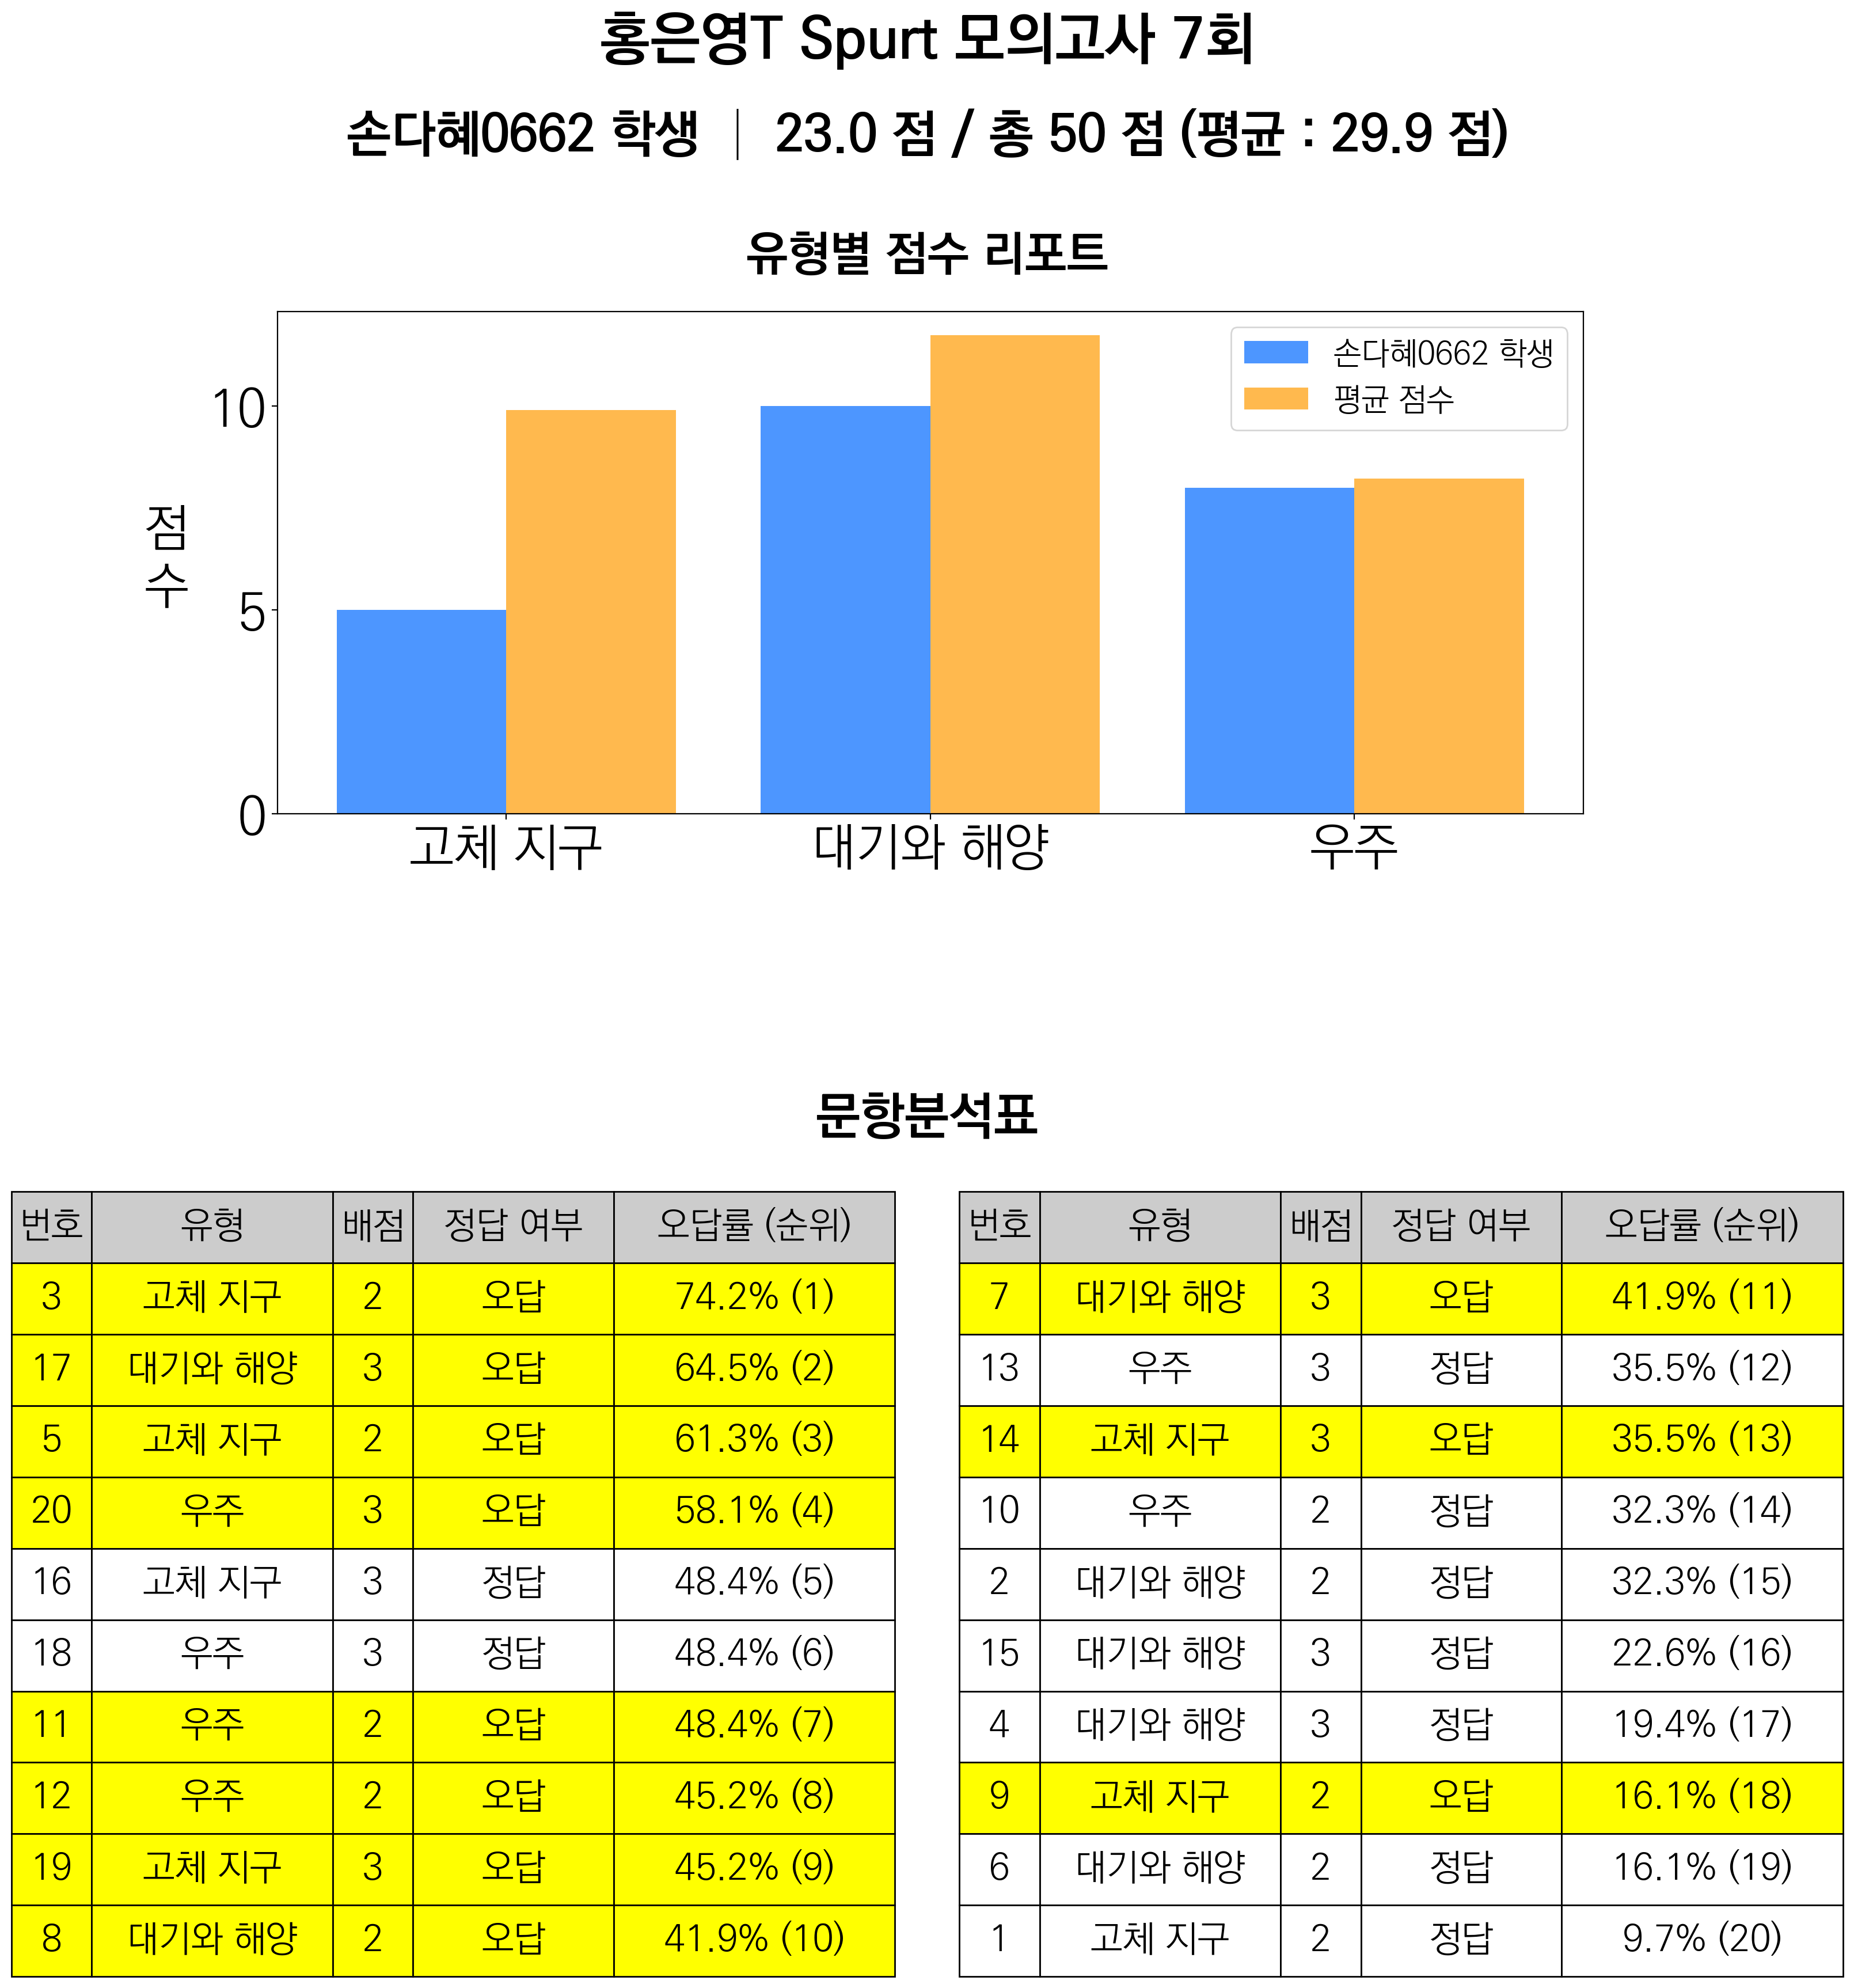 홍은영T Spurt 모의고사 7회
손다혜0662 학생 │ 23.0 점 / 총 50 점 (평균 : 29.9 점)
유형별 점수 리포트
손다혜0662 학생
평균 점수
점
수
10
5
0
고체 지구 대기와 해양 우주
문항분석표
번호 유형 배점 정답 여부 오답률 (순위)
3 고체 지구 2 오답 74.2% (1)
17 대기와 해양 3 오답 64.5% (2)
5 고체 지구 2 오답 61.3% (3)
20 우주 3 오답 58.1% (4)
16 고체 지구 3 정답 48.4% (5)
18 우주 3 정답 48.4% (6)
11 우주 2 오답 48.4% (7)
12 우주 2 오답 45.2% (8)
19 고체 지구 3 오답 45.2% (9)
8 대기와 해양 2 오답 41.9% (10)
번호 유형 배점 정답 여부 오답률 (순위)
7 대기와 해양 3 오답 41.9% (11)
13 우주 3 정답 35.5% (12)
14 고체 지구 3 오답 35.5% (13)
10 우주 2 정답 32.3% (14)
2 대기와 해양 2 정답 32.3% (15)
15 대기와 해양 3 정답 22.6% (16)
4 대기와 해양 3 정답 19.4% (17)
9 고체 지구 2 오답 16.1% (18)
6 대기와 해양 2 정답 16.1% (19)
1 고체 지구 2 정답 9.7% (20)